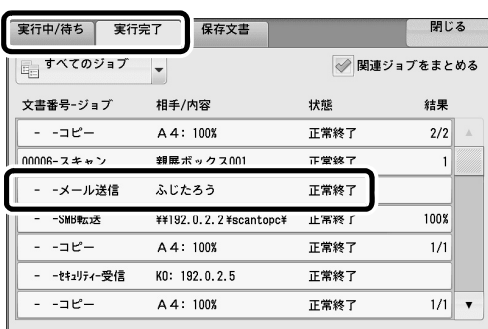 実行中/待ち 実行完了 保存文書 閉じる
すべてのジョブ 関連ジョブをまとめる
文書番号-ジョブ 相手/内容 状態 結果
- -コピー A4: 100% 正常終了 2/2
00006-スキャン 親展ボックス001 正常終了 1
- -メール送信 ふじたろう 正常終了
- -SMB転送 ¥¥192.0.2.2¥scantopc¥ 正常終了 100%
- -コピー A4: 100% 正常終了 1/1
- -セキュリティー受信 KO: 192.0.2.5 正常終了
- -コピー A4: 100% 正常終了 1/1